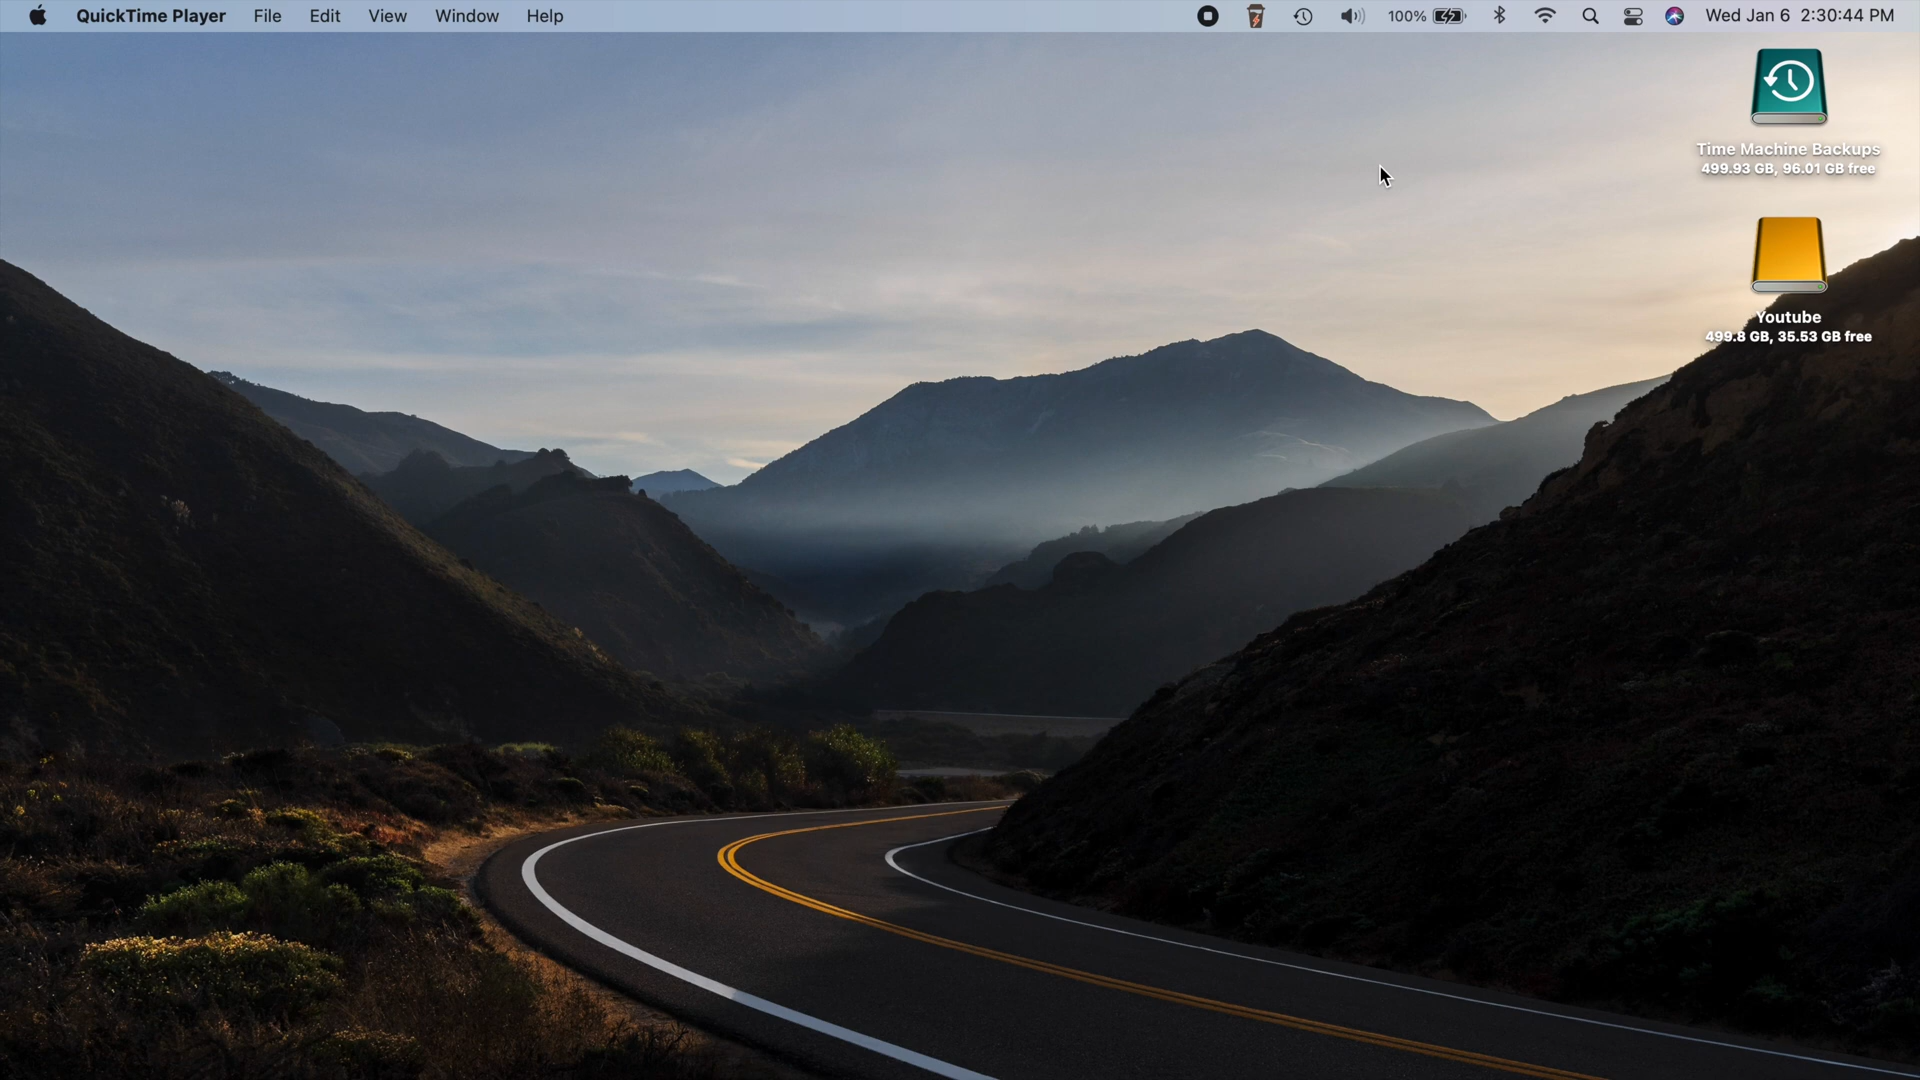 QuickTime Player File Edit View Window Help 100% Wed Jan 6 2:30:44 PM
Time Machine Backups
499.93 GB, 96.01 GB free
Youtube
499.8 GB, 35.53 GB free